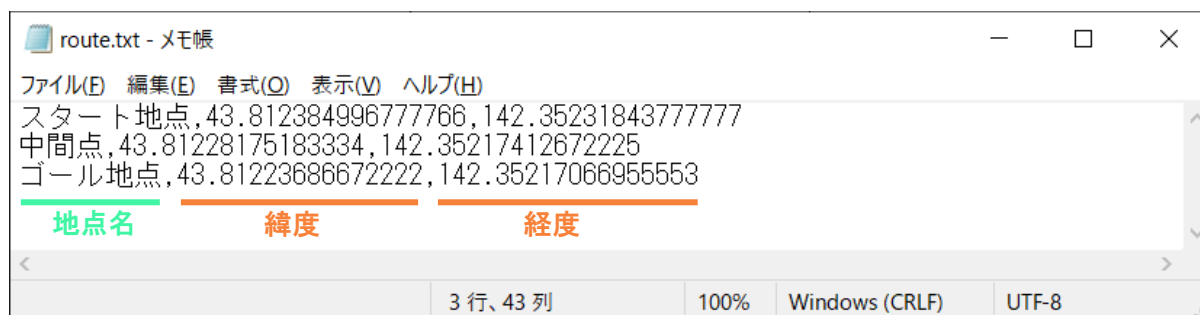 route.txt - メモ帳
ファイル(F) 編集(E) 書式(O) 表示(V) ヘルプ(H)
スタート地点,43.812384996777766,142.35231843777777
中間点,43.81228175183334,142.35217412672225
ゴール地点,43.81223686672222,142.35217066955553
地点名 緯度 経度
3 行、43 列 100% Windows (CRLF) UTF-8